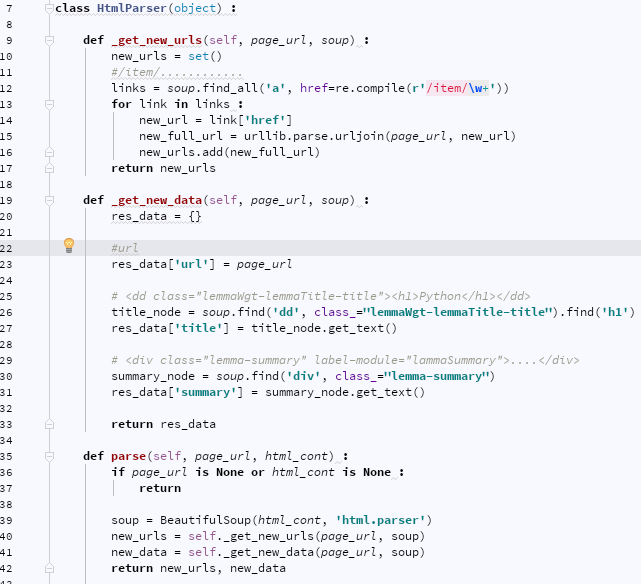 7 class HtmlParser(object) :
8
9 def _get_new_urls(self, page_url, soup) :
10 new_urls = set()
11 #/item/............
12 links = soup.find_all('a', href=re.compile(r'/item/\w+'))
13 for link in links :
14 new_url = link['href']
15 new_full_url = urllib.parse.urljoin(page_url, new_url)
16 new_urls.add(new_full_url)
17 return new_urls
18
19 def _get_new_data(self, page_url, soup) :
20 res_data = {}
21
22 #url
23 res_data['url'] = page_url
24
25 # <dd class="lemmaWgt-lemmaTitle-title"><h1>Python</h1></dd>
26 title_node = soup.find('dd', class_="lemmaWgt-lemmaTitle-title").find('h1')
27 res_data['title'] = title_node.get_text()
28
29 # <div class="lemma-summary" label-module="lammaSummary">....</div>
30 summary_node = soup.find('div', class_="lemma-summary")
31 res_data['summary'] = summary_node.get_text()
32
33 return res_data
34
35 def parse(self, page_url, html_cont) :
36 if page_url is None or html_cont is None :
37 return
38
39 soup = BeautifulSoup(html_cont, 'html.parser')
40 new_urls = self._get_new_urls(page_url, soup)
41 new_data = self._get_new_data(page_url, soup)
42 return new_urls, new_data